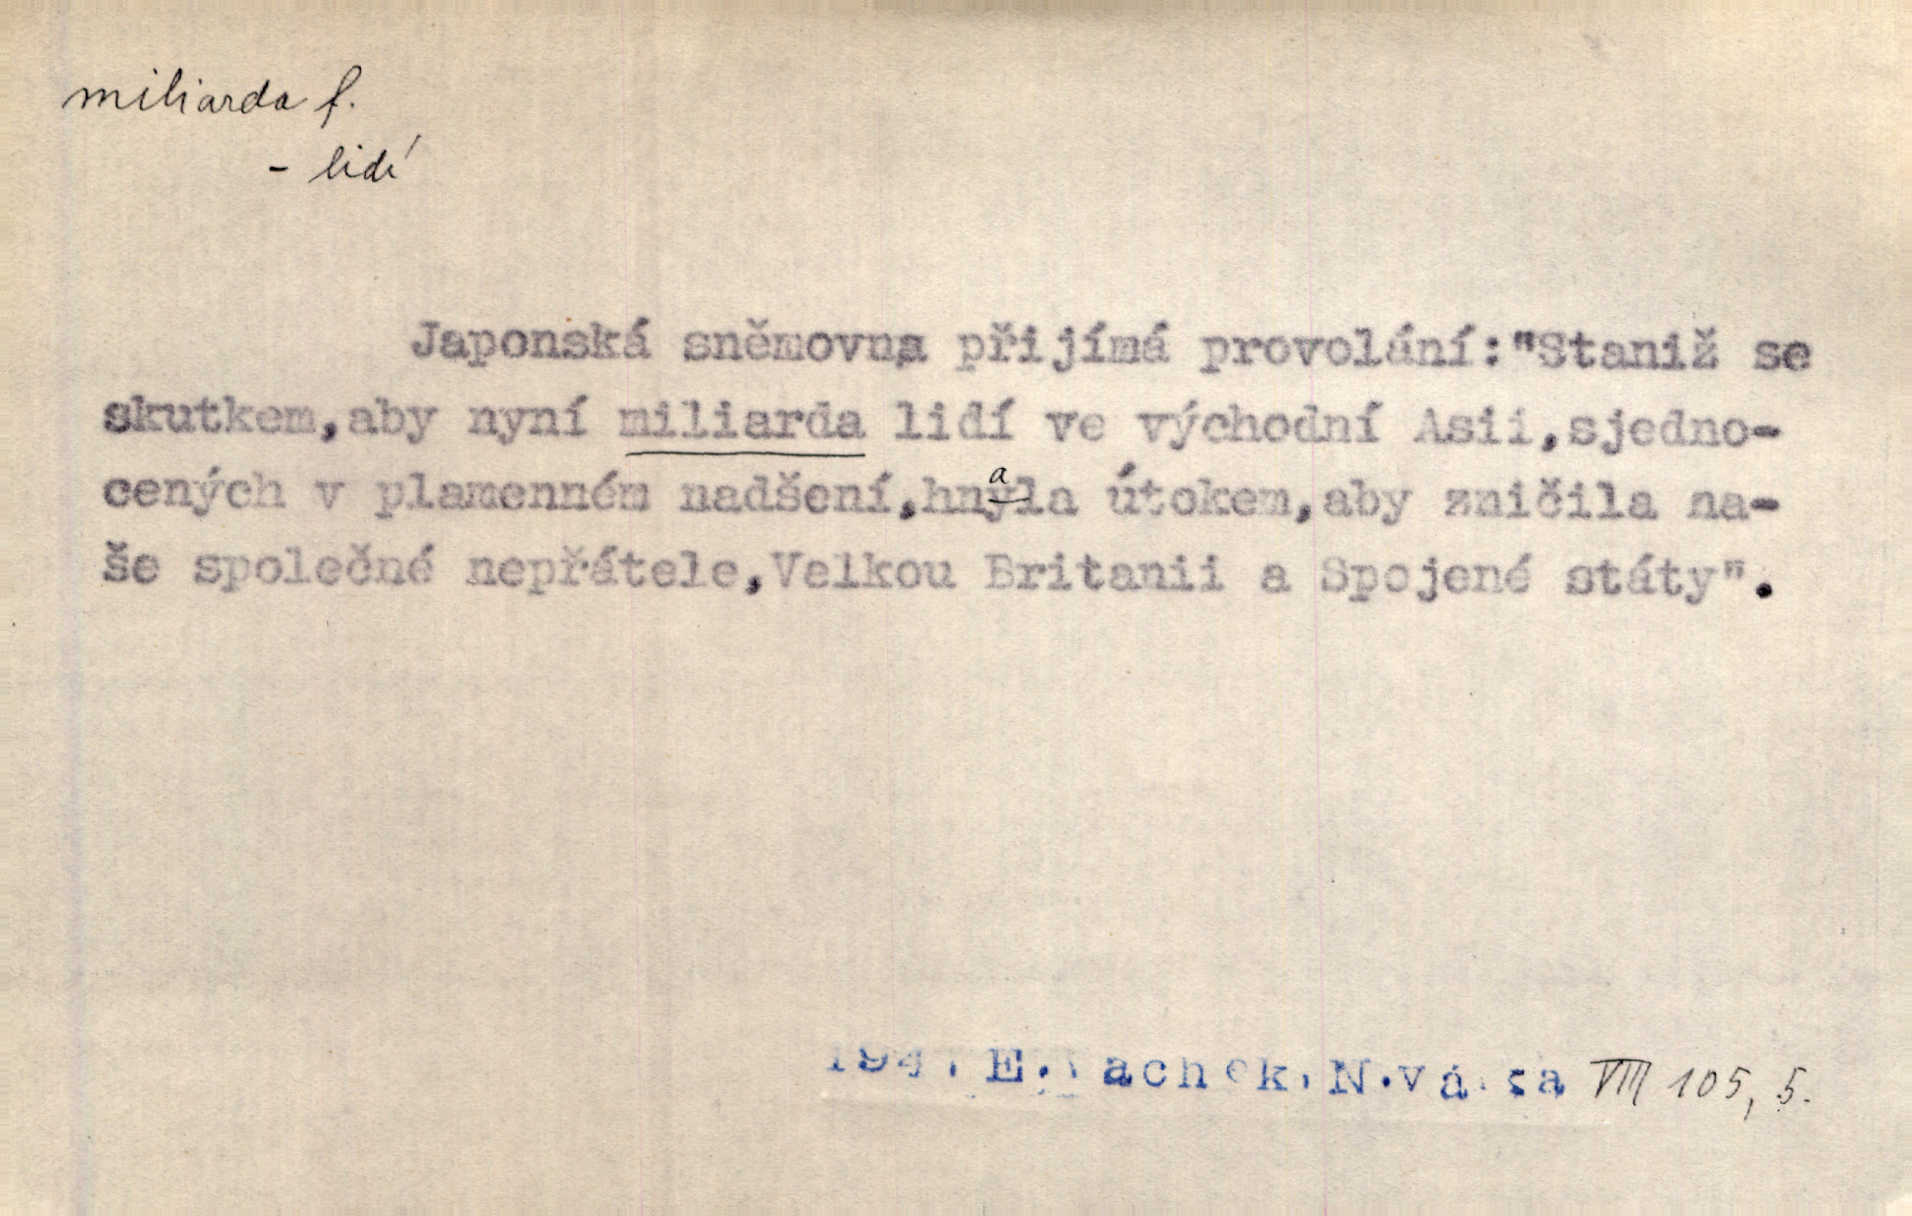 miliarda f.
- lidí
Japonská sněmovna přijímá provolání:"Staniž se
skutkem,aby nyní miliarda lidí ve východní Asii,sjedno-
cených v plamenném nadšení,hnala útokem,aby zničila na-
še společné nepřátele,Velkou Britanii a Spojené státy".
E. N.válka VIII 105, 5.